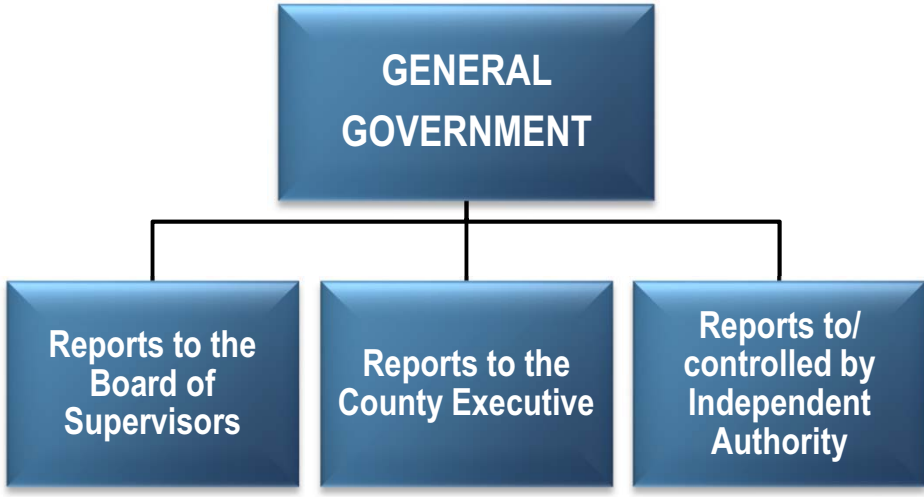 GENERAL
GOVERNMENT
Reports to the
Board of
Supervisors
Reports to the
County Executive
Reports to/
controlled by
Independent
Authority